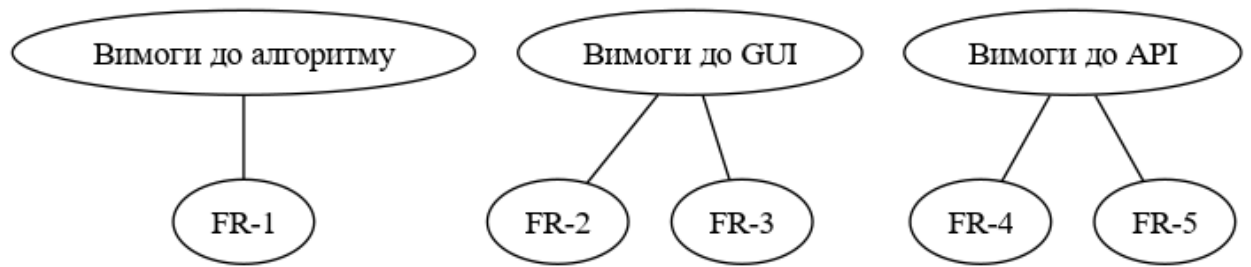 Вимоги до алгоритму
Вимоги до GUI
Вимоги до API
FR-1
FR-2
FR-3
FR-4
FR-5